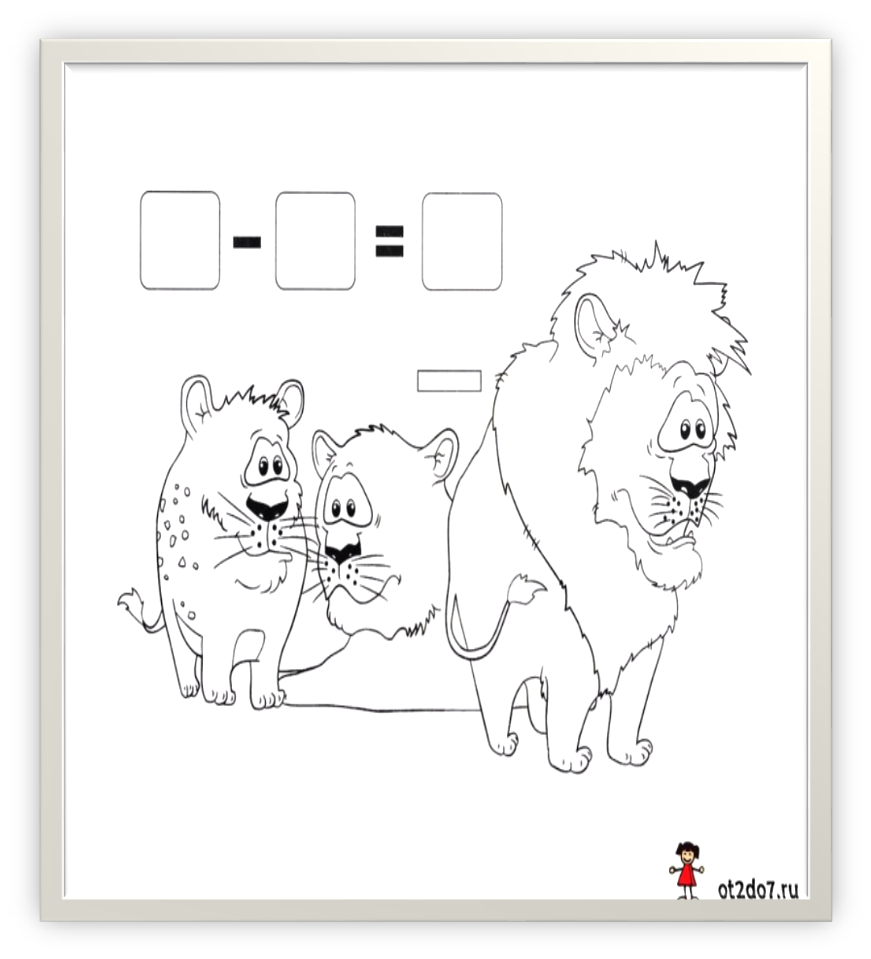 - =
ot2do7.ru